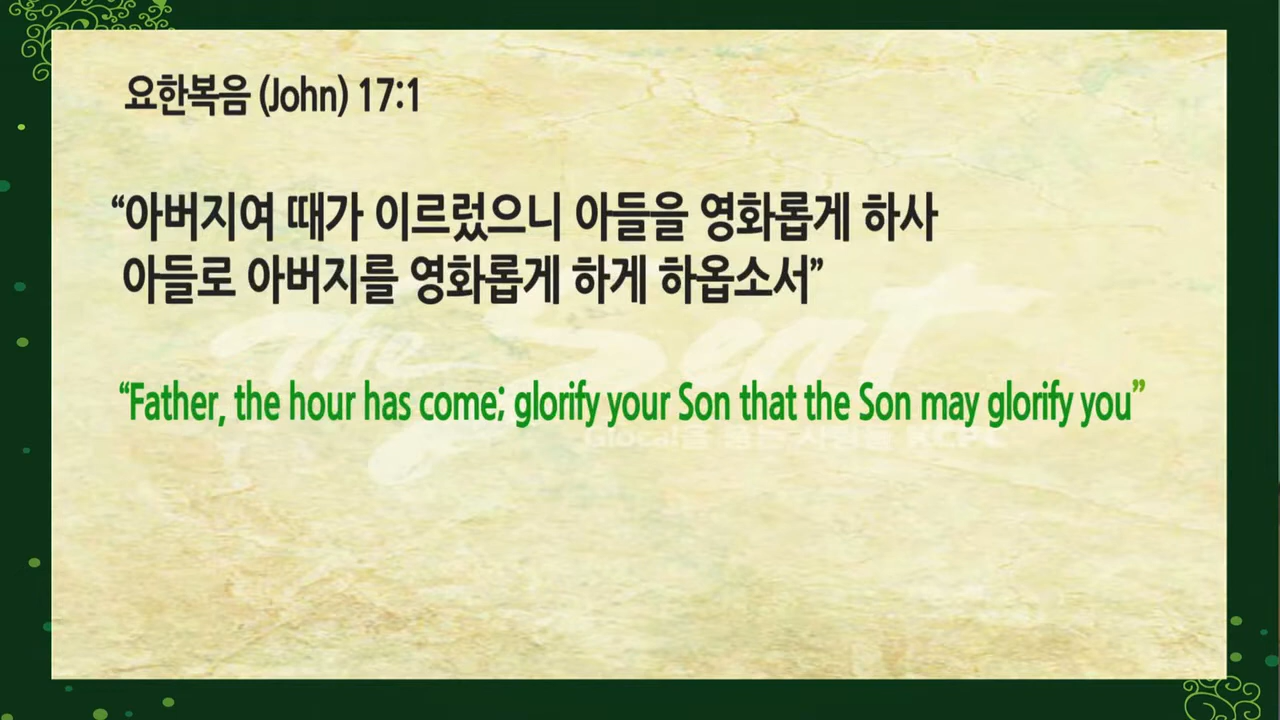 요한복음 (John) 17:1
“아버지여 때가 이르렀으니 아들을 영화롭게 하사
아들로 아버지를 영화롭게 하게 하옵소서”
The Sent
“Father, the hour has come; glorify your Son that the Son may glorify you”